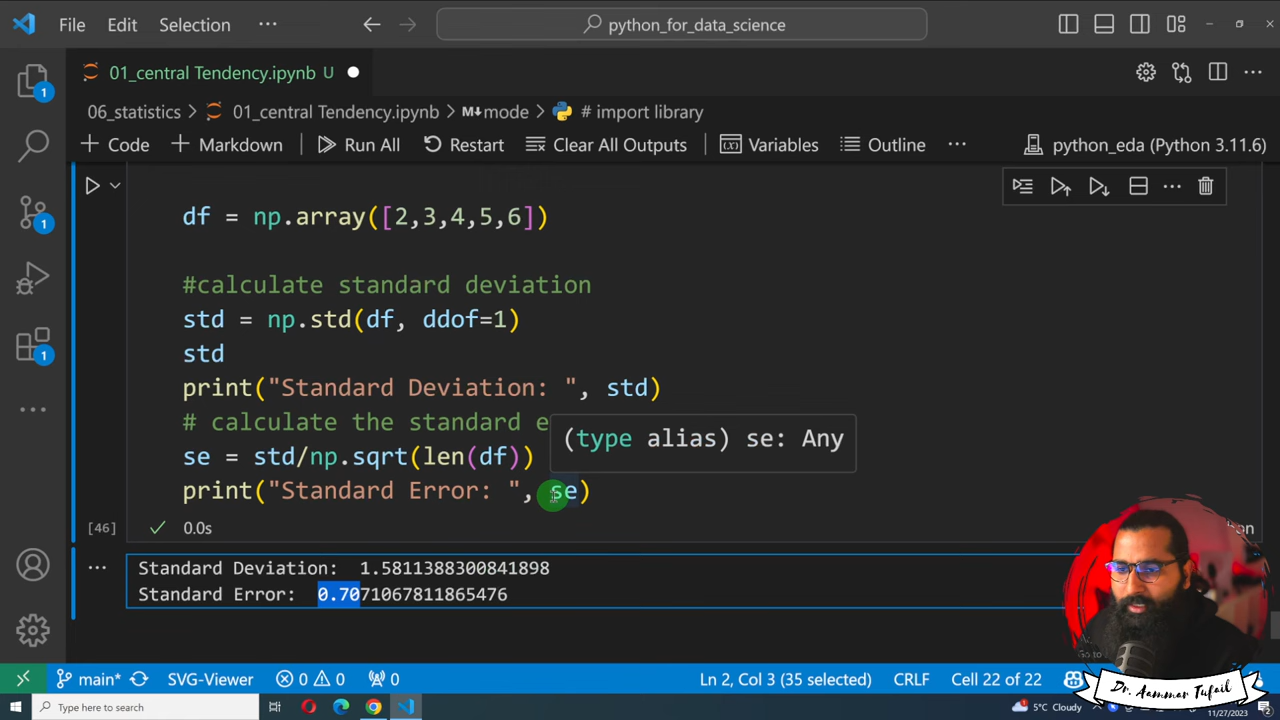 File Edit Selection ··· python_for_data_science
01_central Tendency.ipynb U
06_statistics > 01_central Tendency.ipynb > M↓mode > # import library
+ Code + Markdown Run All Restart Clear All Outputs Variables Outline ··· python_eda (Python 3.11.6)
df = np.array([2,3,4,5,6])
#calculate standard deviation
std = np.std(df, ddof=1)
std
print("Standard Deviation: ", std)
# calculate the standard e
(type alias) se: Any
se = std/np.sqrt(len(df))
print("Standard Error: ", se)
[46] 0.0s
Standard Deviation: 1.5811388300841898
Standard Error: 0.7071067811865476
main* SVG-Viewer 0 0 0 Ln 2, Col 3 (35 selected) CRLF Cell 22 of 22
Dr. Aammar Tufail
Type here to search 5°C Cloudy 11/27/2023